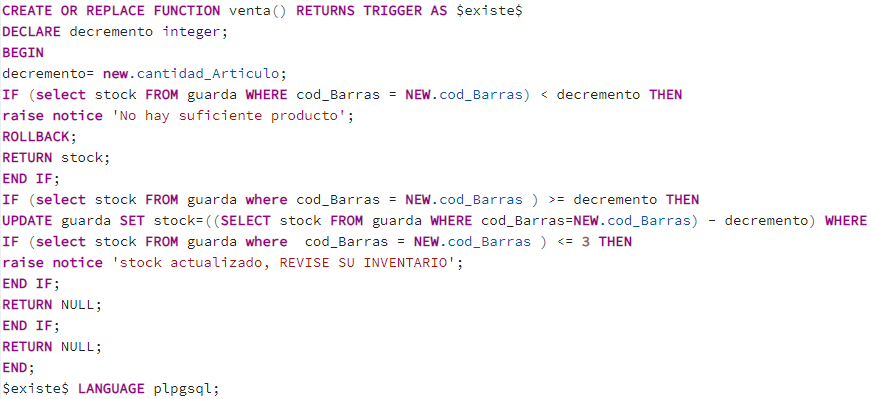 CREATE OR REPLACE FUNCTION venta() RETURNS TRIGGER AS $existe$
DECLARE decremento integer;
BEGIN
decremento= new.cantidad_Articulo;
IF (select stock FROM guarda WHERE cod_Barras = NEW.cod_Barras) < decremento THEN
raise notice 'No hay suficiente producto';
ROLLBACK;
RETURN stock;
END IF;
IF (select stock FROM guarda where cod_Barras = NEW.cod_Barras ) >= decremento THEN
UPDATE guarda SET stock=((SELECT stock FROM guarda WHERE cod_Barras=NEW.cod_Barras) - decremento) WHERE
IF (select stock FROM guarda where  cod_Barras = NEW.cod_Barras ) <= 3 THEN
raise notice 'stock actualizado, REVISE SU INVENTARIO';
END IF;
RETURN NULL;
END IF;
RETURN NULL;
END;
$existe$ LANGUAGE plpgsql;